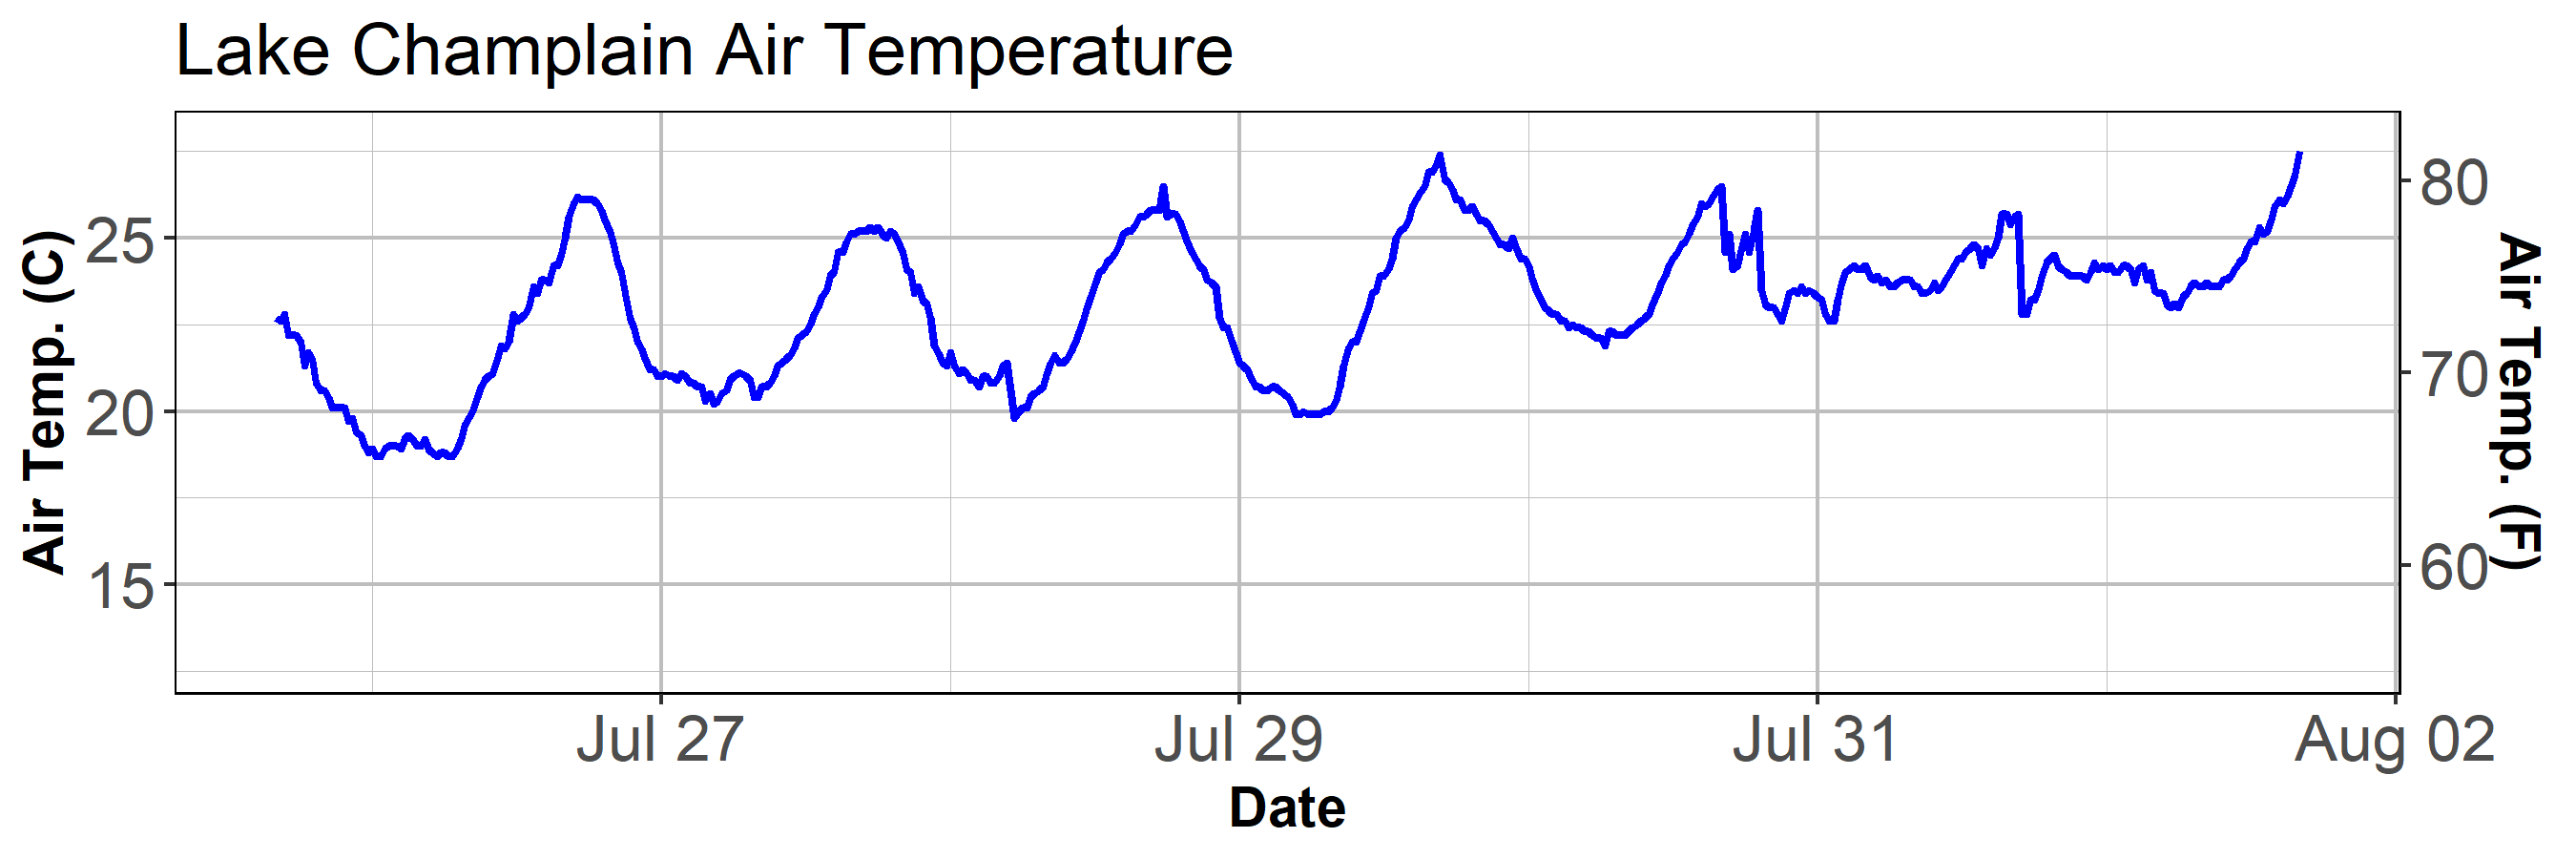 Lake Champlain Air Temperature
Air Temp. (C)
25
20
15
80
70
60
Air Temp. (F)
Jul 27
Jul 29
Jul 31
Aug 02
Date